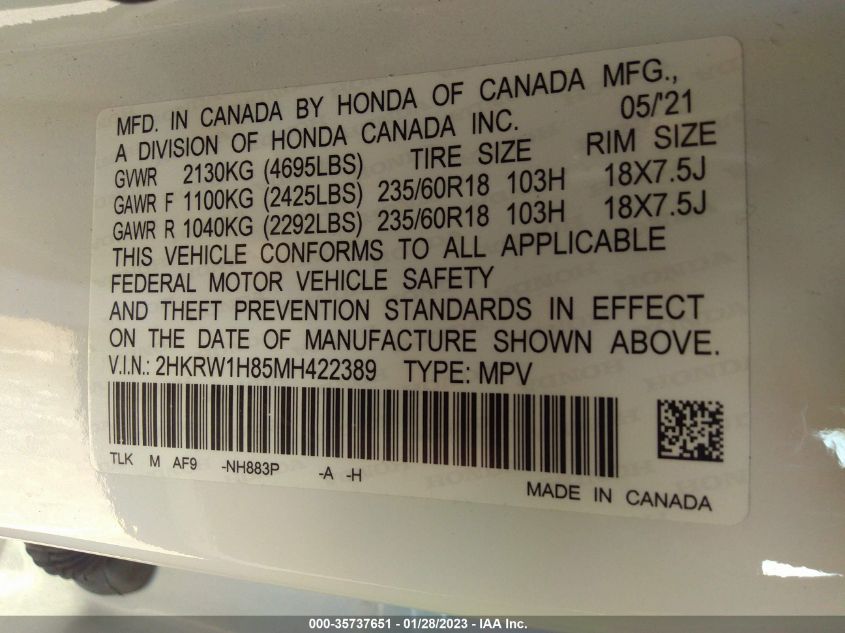 MFD. IN CANADA BY HONDA OF CANADA MFG.,
A DIVISION OF HONDA CANADA INC. 05/'21
GVWR 2130KG (4695LBS) TIRE SIZE RIM SIZE
GAWR F 1100KG (2425LBS) 235/60R18 103H 18X7.5J
GAWR R 1040KG (2292LBS) 235/60R18 103H 18X7.5J
THIS VEHICLE CONFORMS TO ALL APPLICABLE
FEDERAL MOTOR VEHICLE SAFETY
AND THEFT PREVENTION STANDARDS IN EFFECT
ON THE DATE OF MANUFACTURE SHOWN ABOVE.
V.I.N.: 2HKRW1H85MH422389 TYPE: MPV
TLK M AF9 -NH883P -A -H
MADE IN CANADA
000-35737651 - 01/28/2023 - IAA Inc.